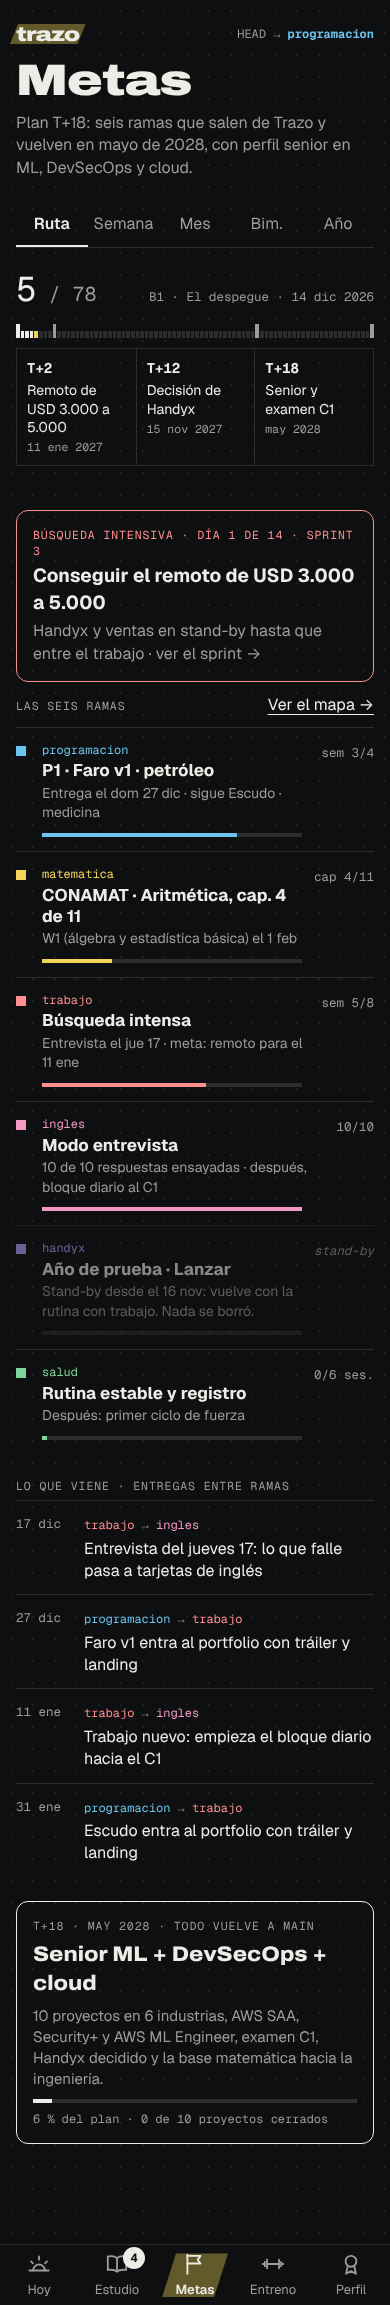 trazo
HEAD → programacion
Metas
Plan T+18: seis ramas que salen de Trazo y
vuelven en mayo de 2028, con perfil senior en
ML, DevSecOps y cloud.
Ruta Semana Mes Bim. Año
5 / 78
B1 · El despegue · 14 dic 2026
T+2
Remoto de
USD 3.000 a
5.000
11 ene 2027
T+12
Decisión de
Handyx
15 nov 2027
T+18
Senior y
examen C1
may 2028
BÚSQUEDA INTENSIVA · DÍA 1 DE 14 · SPRINT
3
Conseguir el remoto de USD 3.000
a 5.000
Handyx y ventas en stand-by hasta que
entre el trabajo · ver el sprint →
LAS SEIS RAMAS
Ver el mapa →
programacion
sem 3/4
P1 · Faro v1 · petróleo
Entrega el dom 27 dic · sigue Escudo ·
medicina
matematica
cap 4/11
CONAMAT · Aritmética, cap. 4
de 11
W1 (álgebra y estadística básica) el 1 feb
trabajo
sem 5/8
Búsqueda intensa
Entrevista el jue 17 · meta: remoto para el
11 ene
ingles
10/10
Modo entrevista
10 de 10 respuestas ensayadas · después,
bloque diario al C1
handyx
stand-by
Año de prueba · Lanzar
Stand-by desde el 16 nov: vuelve con la
rutina con trabajo. Nada se borró.
salud
0/6 ses.
Rutina estable y registro
Después: primer ciclo de fuerza
LO QUE VIENE · ENTREGAS ENTRE RAMAS
17 dic
trabajo → ingles
Entrevista del jueves 17: lo que falle
pasa a tarjetas de inglés
27 dic
programacion → trabajo
Faro v1 entra al portfolio con tráiler y
landing
11 ene
trabajo → ingles
Trabajo nuevo: empieza el bloque diario
hacia el C1
31 ene
programacion → trabajo
Escudo entra al portfolio con tráiler y
landing
T+18 · MAY 2028 · TODO VUELVE A MAIN
Senior ML + DevSecOps +
cloud
10 proyectos en 6 industrias, AWS SAA,
Security+ y AWS ML Engineer, examen C1,
Handyx decidido y la base matemática hacia la
ingeniería.
6 % del plan · 0 de 10 proyectos cerrados
4
Hoy Estudio Metas Entreno Perfil